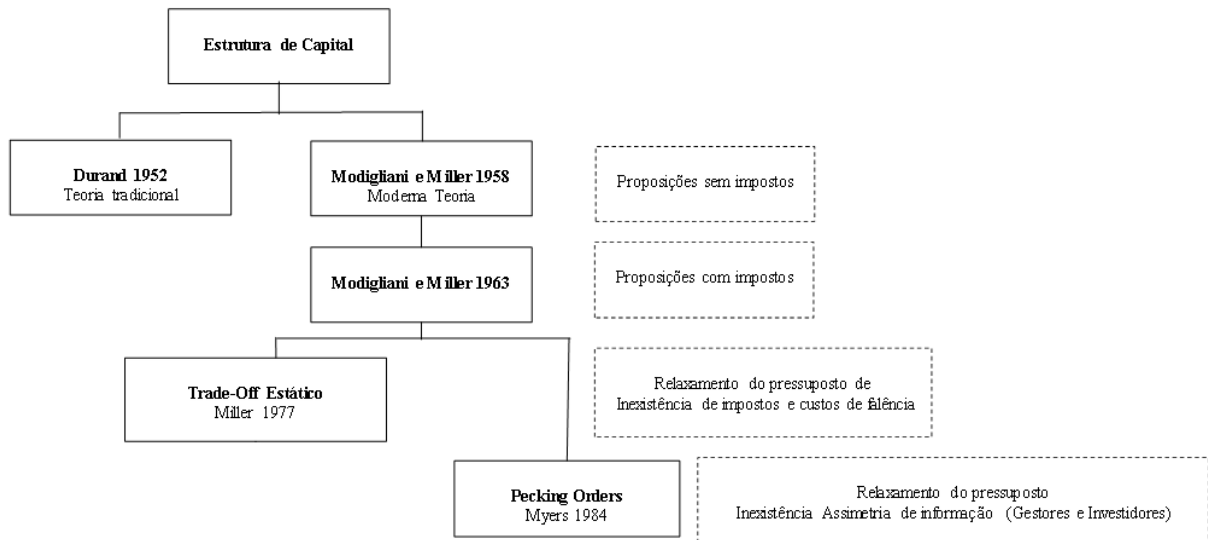 Estrutura de Capital
Durand 1952
Teoria tradicional
Modigliani e Miller 1958
Moderna Teoria
Proposições sem impostos
Modigliani e Miller 1963
Proposições com impostos
Trade-Off Estático
Miller 1977
Relaxamento do pressuposto de
Inexistência de impostos e custos de falência
Pecking Orders
Myers 1984
Relaxamento do pressuposto
Inexistência Assimetria de informação (Gestores e Investidores)